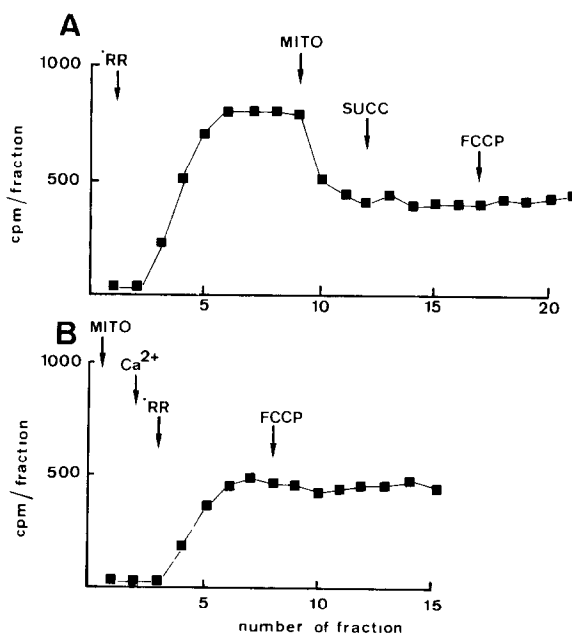 A
MITO
•RR
1000
SUCC
FCCP
500
cpm/fraction
5
10
15
20
B
MITO
Ca2+
1000
•RR
FCCP
500
cpm/fraction
5
10
15
number of fraction